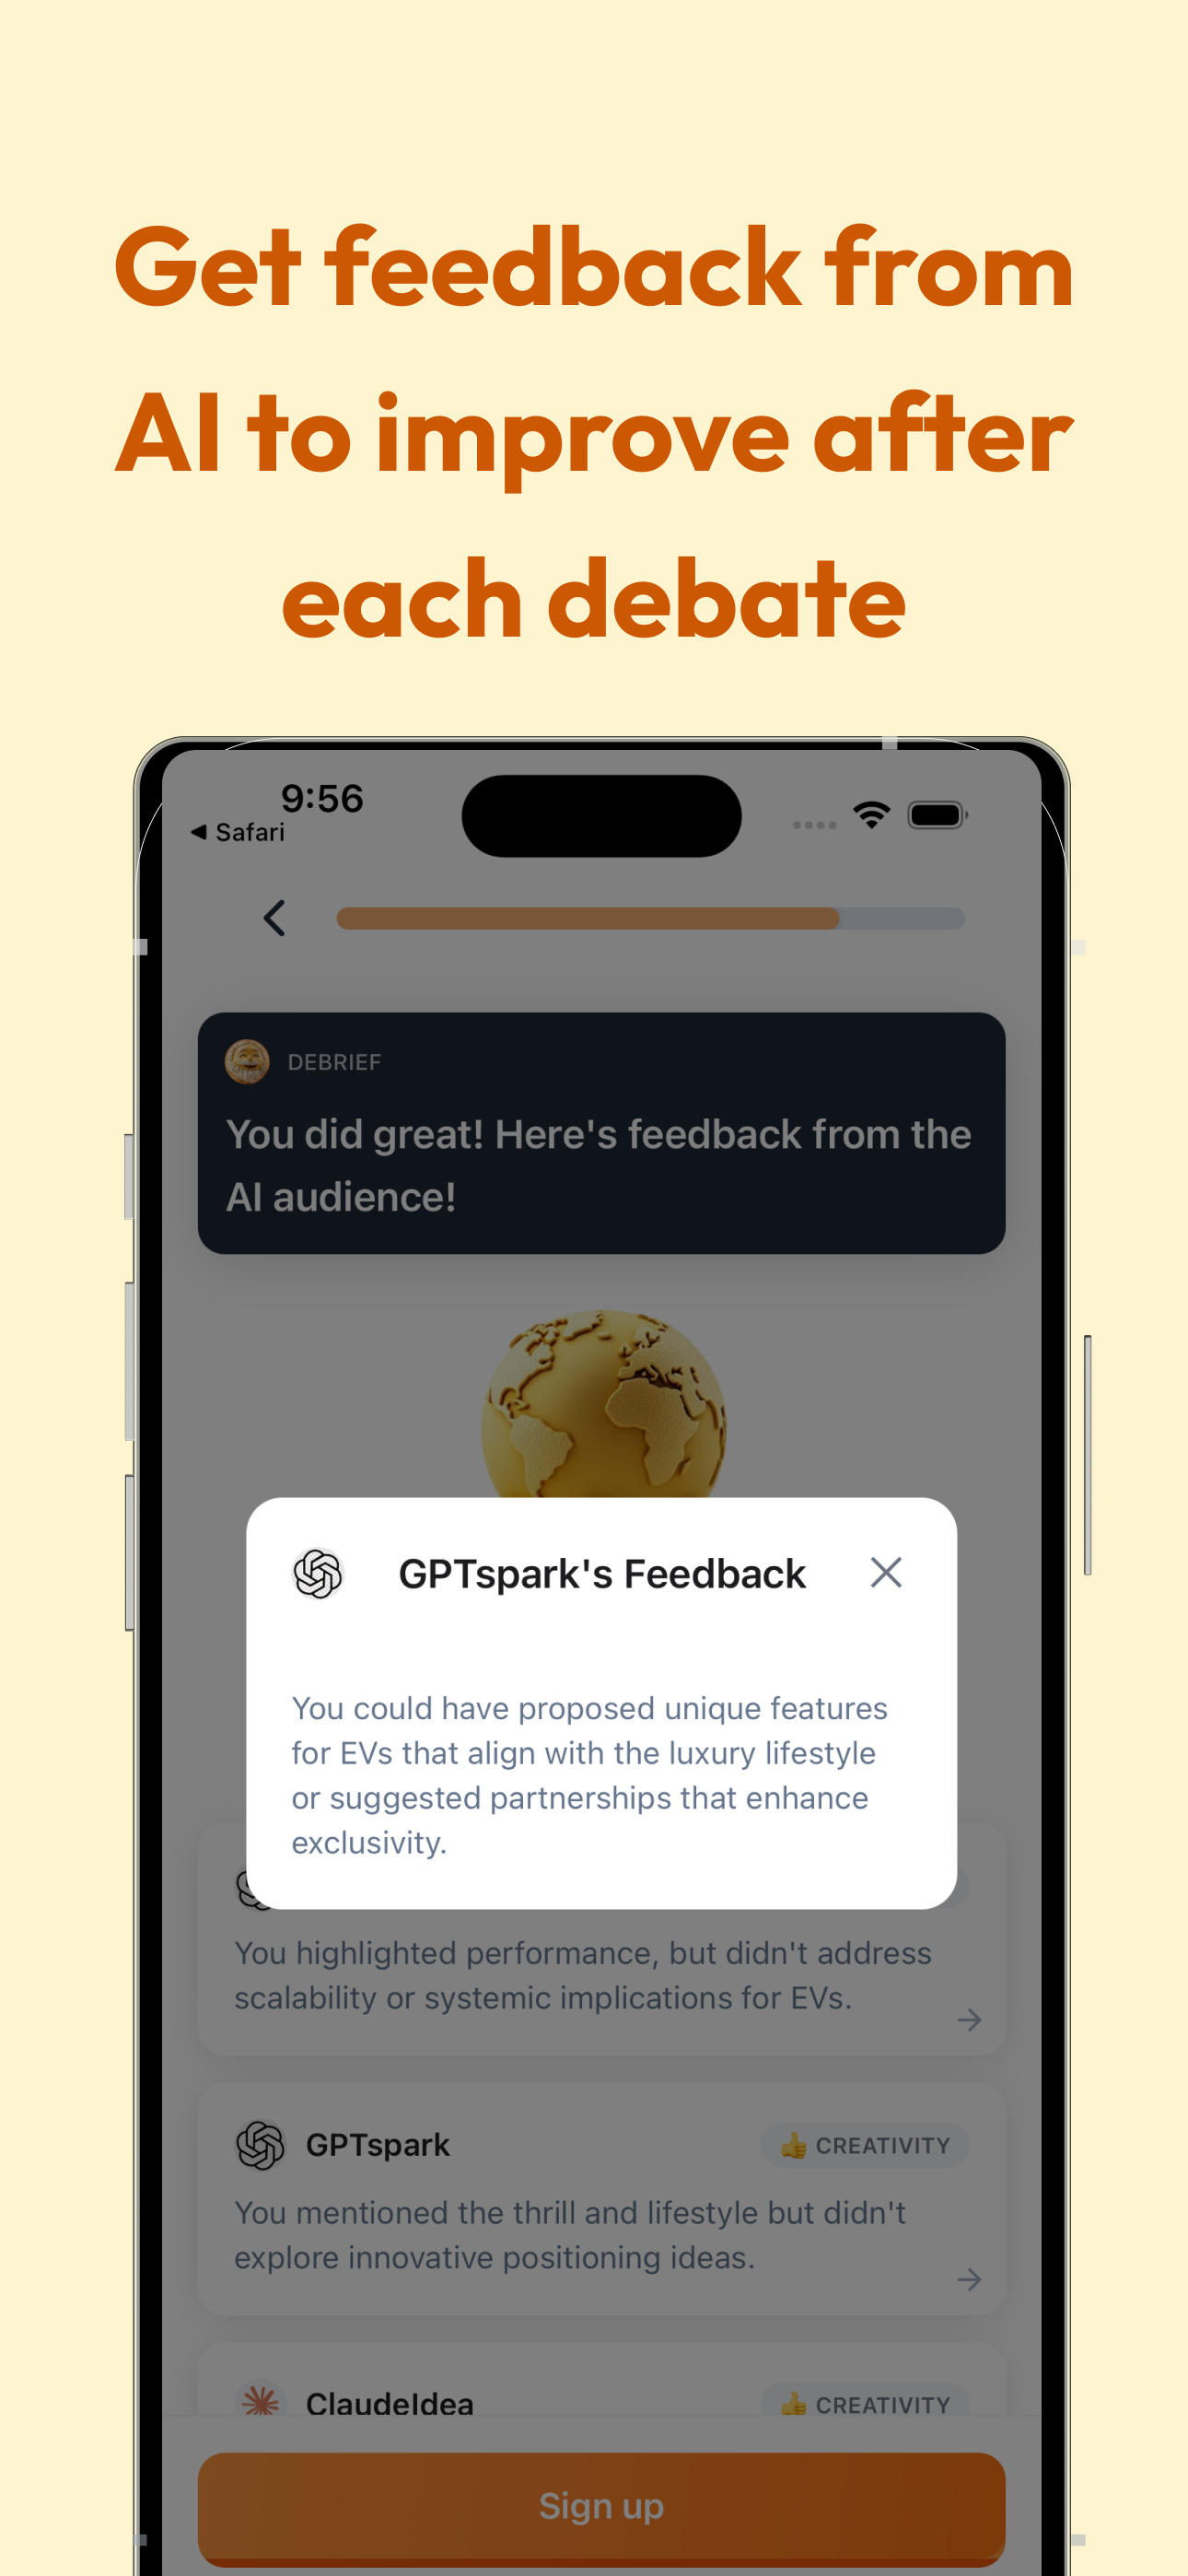 Get feedback from
AI to improve after
each debate
9:56
Safari
DEBRIEF
You did great! Here's feedback from the
AI audience!
GPTspark's Feedback
You could have proposed unique features
for EVs that align with the luxury lifestyle
or suggested partnerships that enhance
exclusivity.
You highlighted performance, but didn't address
scalability or systemic implications for EVs.
GPTspark
👍 CREATIVITY
You mentioned the thrill and lifestyle but didn't
explore innovative positioning ideas.
ClaudeIdea
👍 CREATIVITY
Sign up